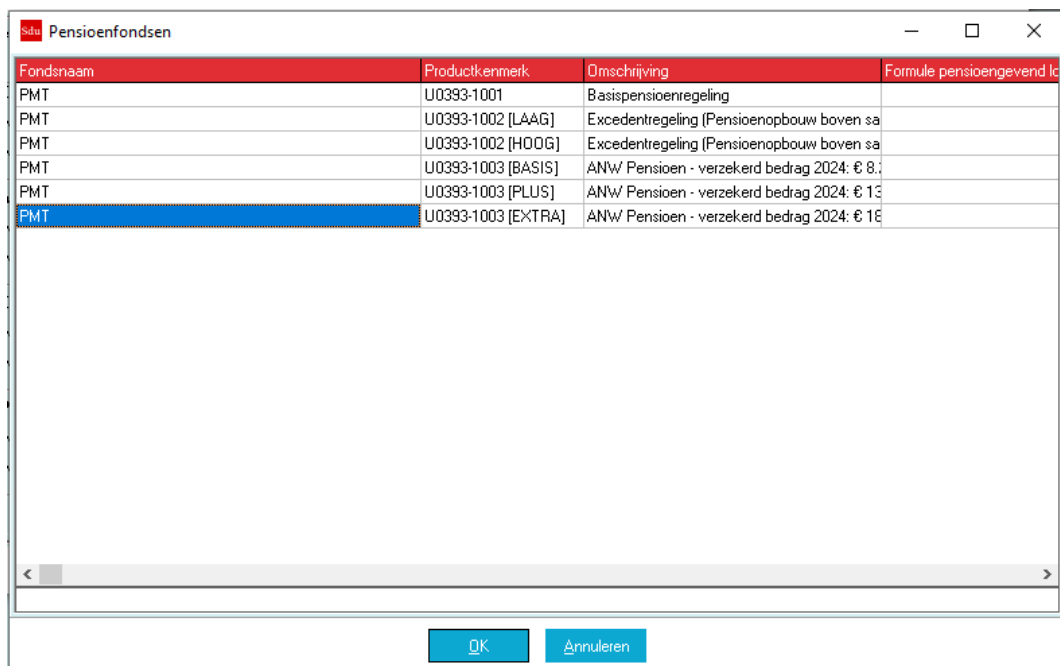 Sdu Pensioenfondsen
Fondsnaam Productkenmerk Omschrijving Formule pensioengevend lo
PMT U0393-1001 Basispensioenregeling
PMT U0393-1002 [LAAG] Excedentregeling (Pensioenopbouw boven sa
PMT U0393-1002 [HOOG] Excedentregeling (Pensioenopbouw boven sa
PMT U0393-1003 [BASIS] ANW Pensioen - verzekerd bedrag 2024: € 8.
PMT U0393-1003 [PLUS] ANW Pensioen - verzekerd bedrag 2024: € 13
PMT U0393-1003 [EXTRA] ANW Pensioen - verzekerd bedrag 2024: € 18
OK Annuleren